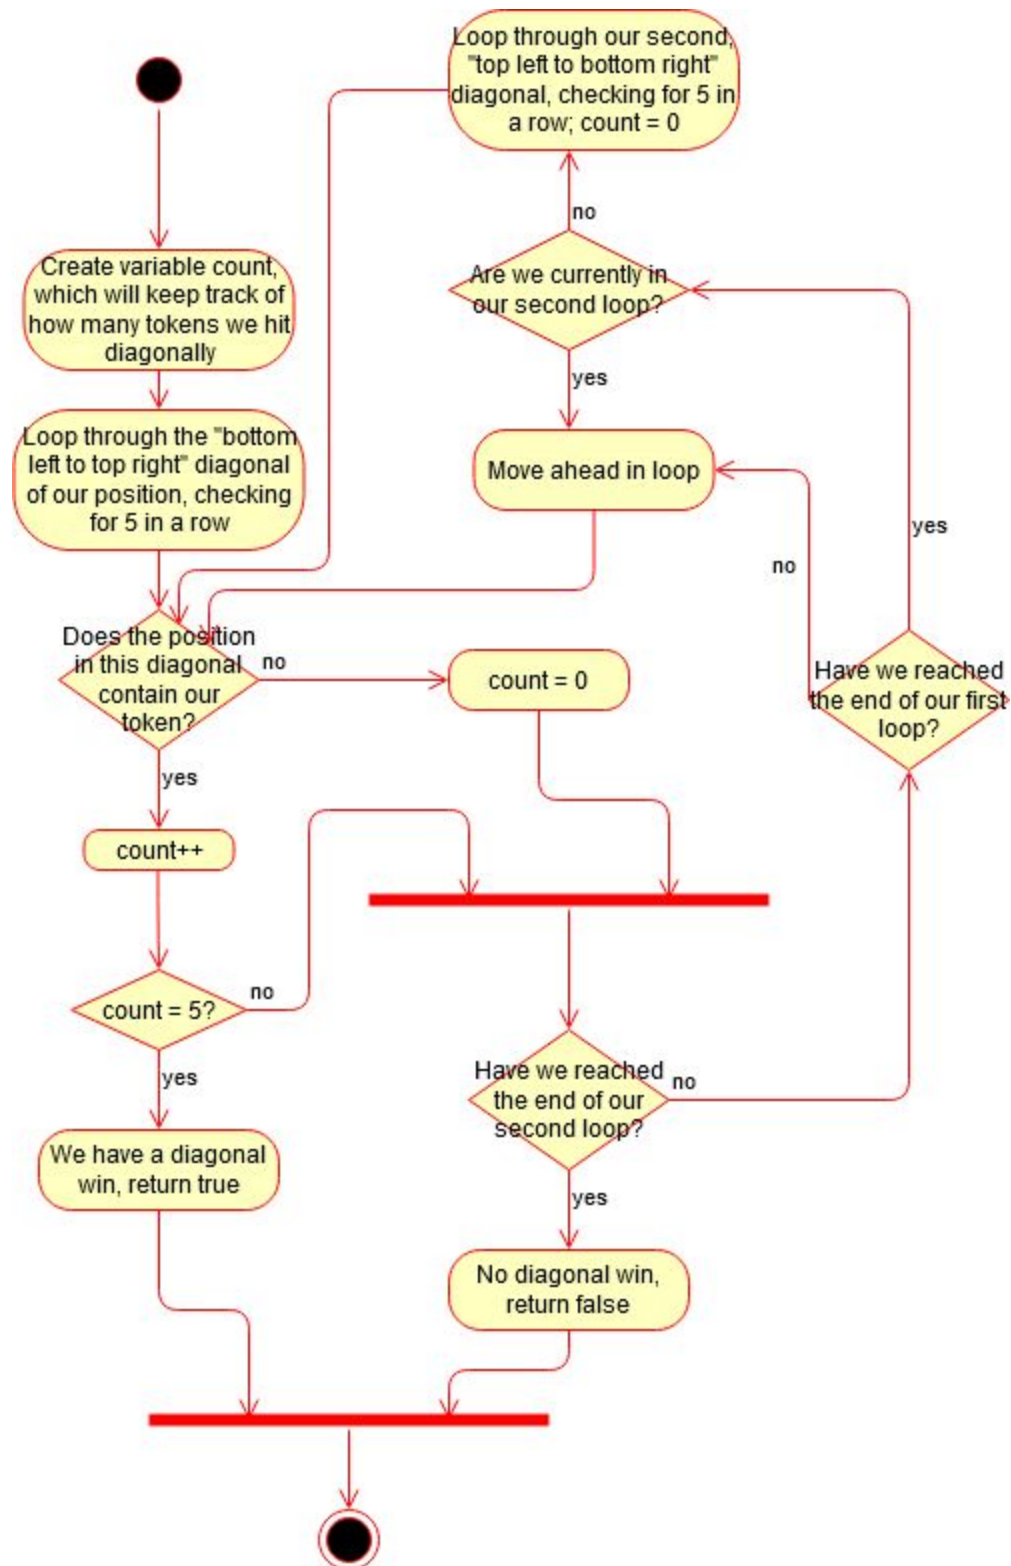 Loop through our second,
"top left to bottom right"
diagonal, checking for 5 in
a row; count = 0
no
Are we currently in
our second loop?
yes
Create variable count,
which will keep track of
how many tokens we hit
diagonally
Loop through the "bottom
left to top right" diagonal
of our position, checking
for 5 in a row
Move ahead in loop
yes
no
Does the position
in this diagonal
contain our
token?
no
count = 0
Have we reached
the end of our first
loop?
yes
count++
count = 5?
no
yes
Have we reached
the end of our
second loop?
no
yes
We have a diagonal
win, return true
No diagonal win,
return false